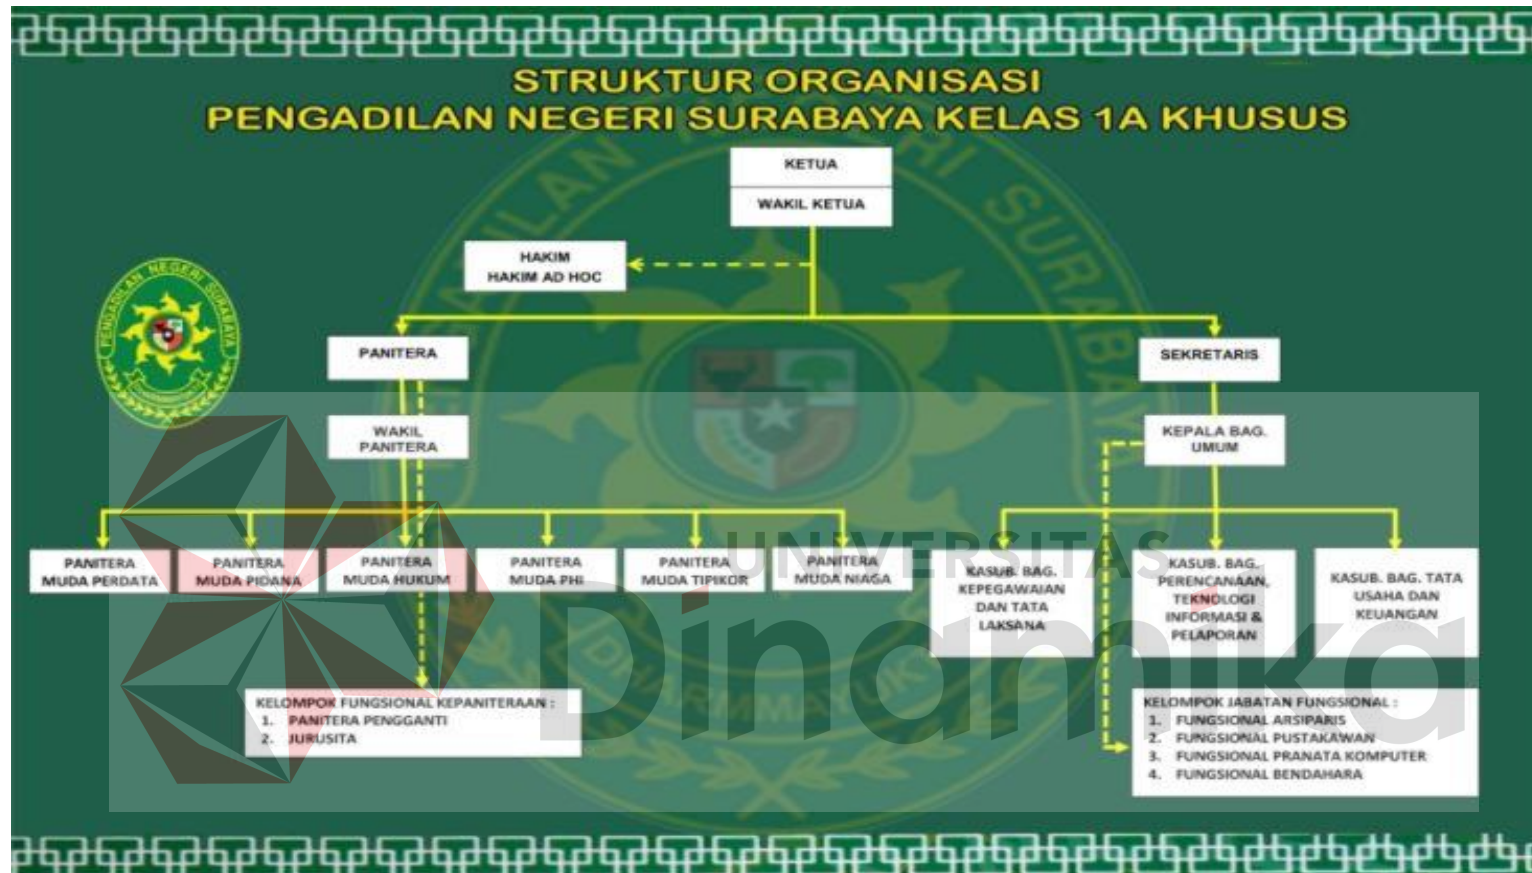 STRUKTUR ORGANISASI
PENGADILAN NEGERI SURABAYA KELAS 1A KHUSUS
KETUA
WAKIL KETUA
HAKIM
HAKIM AD HOC
PENGADILAN NEGERI SURABAYA
PANITERA
SEKRETARIS
WAKIL
PANITERA
KEPALA BAG.
UMUM
PANITERA
MUDA PERDATA
PANITERA
MUDA PIDANA
PANITERA
MUDA HUKUM
PANITERA
MUDA PHI
PANITERA
MUDA TIPIKOR
PANITERA
MUDA NIAGA
KASUB. BAG.
KEPEGAWAIAN
DAN TATA
LAKSANA
KASUB. BAG.
PERENCANAAN,
TEKNOLOGI
INFORMASI &
PELAPORAN
KASUB. BAG. TATA
USAHA DAN
KEUANGAN
KELOMPOK FUNGSIONAL KEPANITERAAN :
1. PANITERA PENGGANTI
2. JURUSITA
KELOMPOK JABATAN FUNGSIONAL :
1. FUNGSIONAL ARSIPARIS
2. FUNGSIONAL PUSTAKAWAN
3. FUNGSIONAL PRANATA KOMPUTER
4. FUNGSIONAL BENDAHARA
UNIVERSITAS
Dinamika